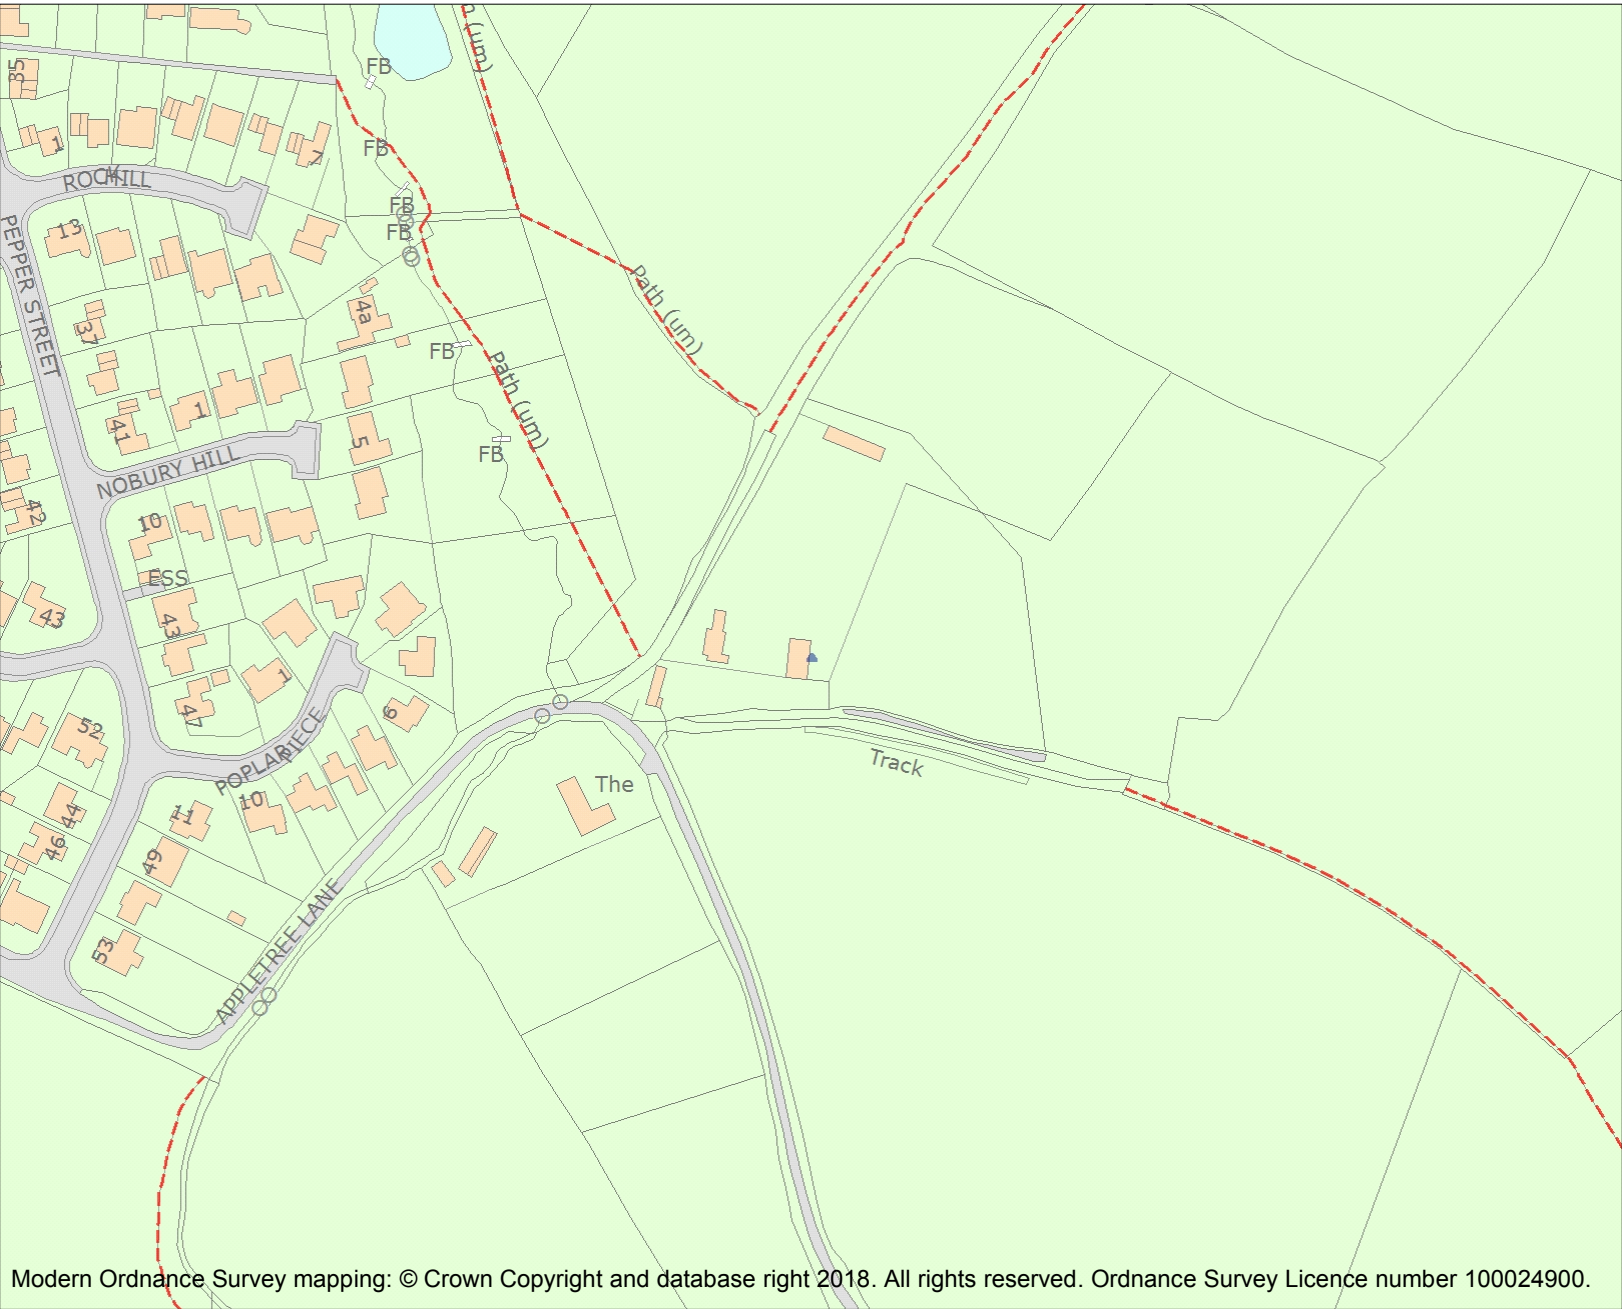 FB
h (um)
35
1
FB
7
ROCKHILL
FB
13
FB
PEPPER STREET
Path (um)
4a
37
FB
Path (um)
1
41
5
NOBURY HILL
FB
42
10
ESS
43
43
1
47
6
52
POPLAR PIECE
Track
The
10
44
11
46
49
APPLETREE LANE
53
Modern Ordnance Survey mapping: © Crown Copyright and database right 2018. All rights reserved. Ordnance Survey Licence number 100024900.